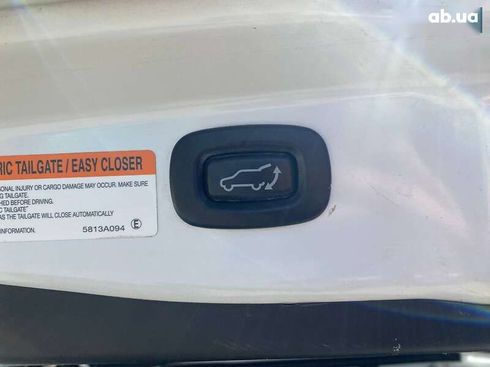 ab.ua
RIC TAILGATE / EASY CLOSER
SONAL INJURY OR CARGO DAMAGE MAY OCCUR. MAKE SURE
G TAILGATE.
HED BEFORE DRIVING.
C TAILGATE"
AS THE TAILGATE WILL CLOSE AUTOMATICALLY
INFORMATION.
5813A094 E